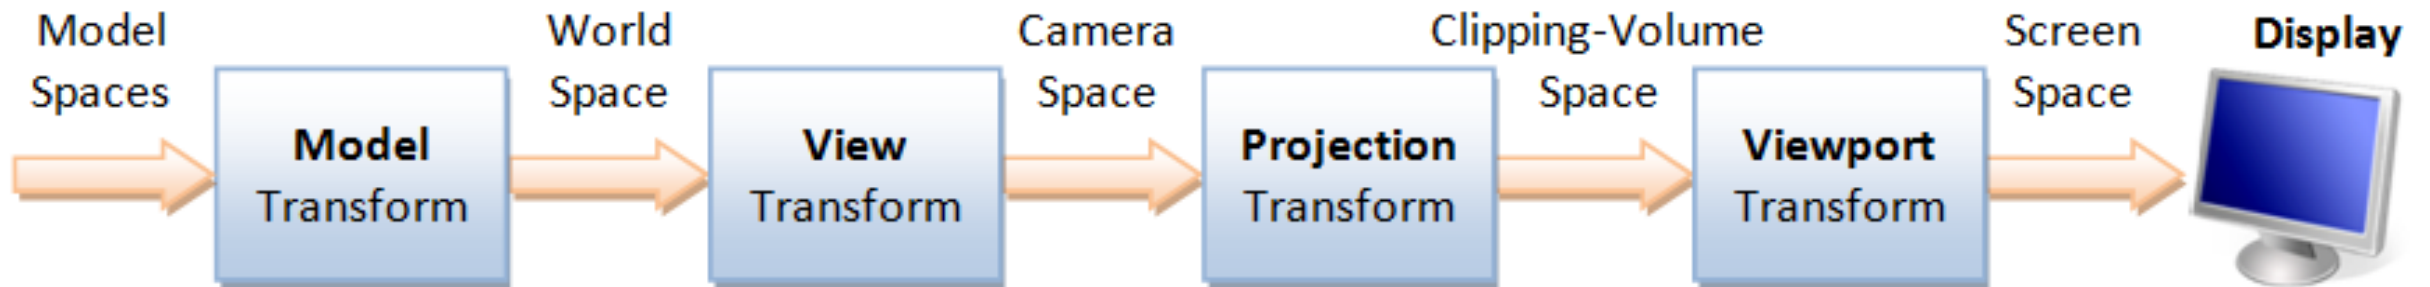 Model
Spaces
Model
Transform
World
Space
View
Transform
Camera
Space
Projection
Transform
Clipping-Volume
Space
Viewport
Transform
Screen
Space
Display